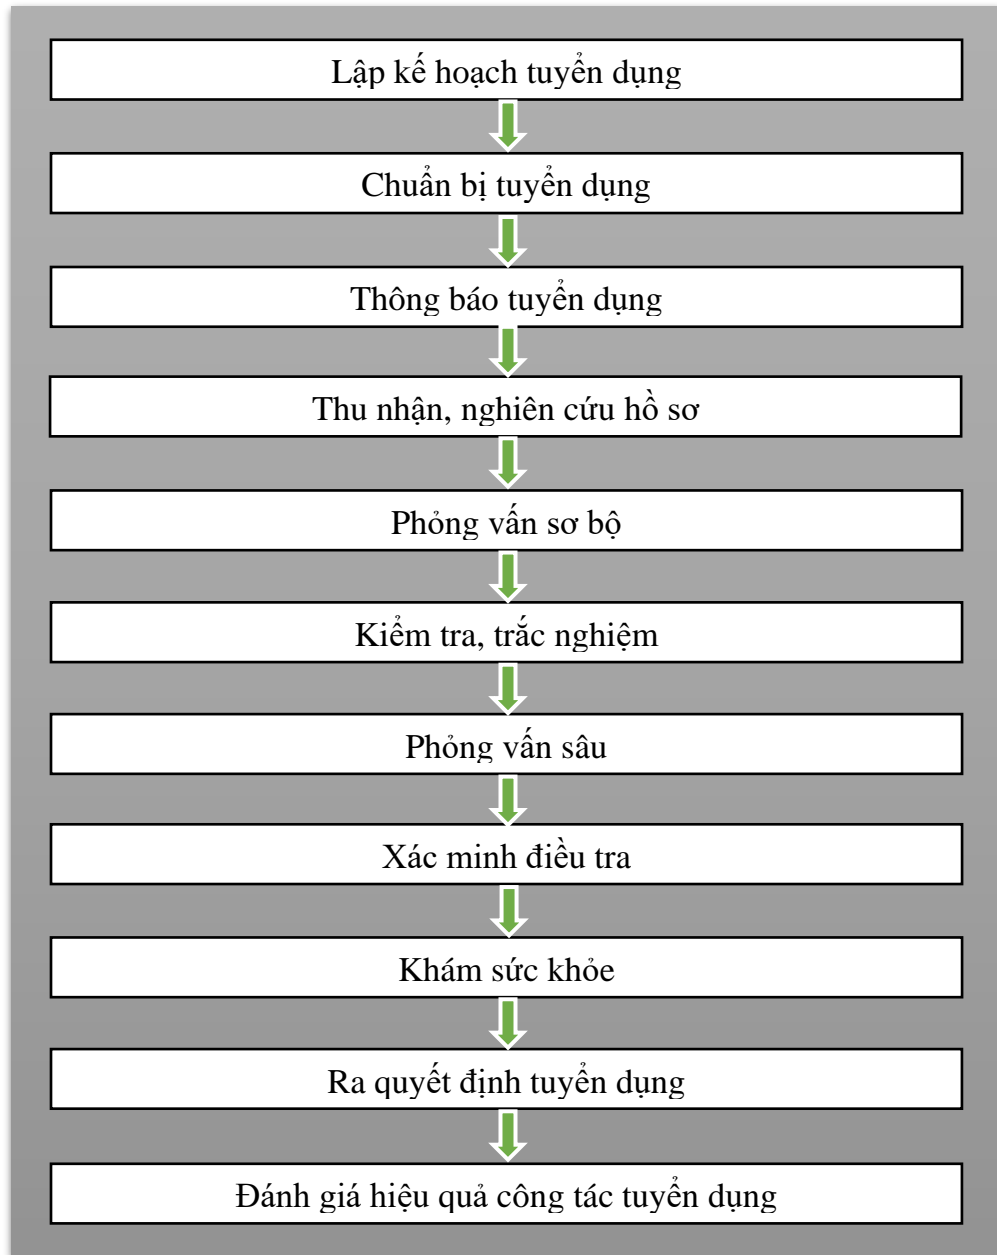 Lập kế hoạch tuyển dụng
Chuẩn bị tuyển dụng
Thông báo tuyển dụng
Thu nhận, nghiên cứu hồ sơ
Phỏng vấn sơ bộ
Kiểm tra, trắc nghiệm
Phỏng vấn sâu
Xác minh điều tra
Khám sức khỏe
Ra quyết định tuyển dụng
Đánh giá hiệu quả công tác tuyển dụng